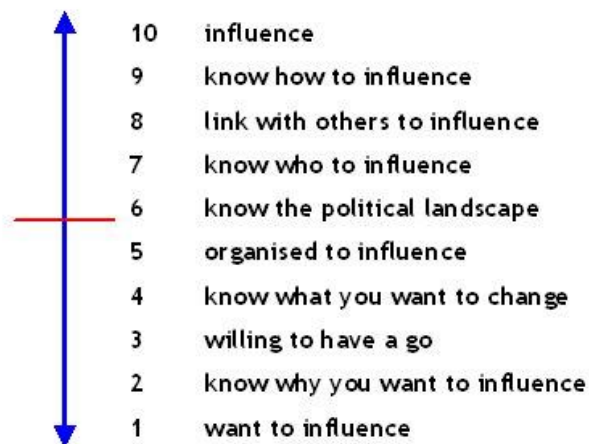 10 influence
9 know how to influence
8 link with others to influence
7 know who to influence
6 know the political landscape
5 organised to influence
4 know what you want to change
3 willing to have a go
2 know why you want to influence
1 want to influence